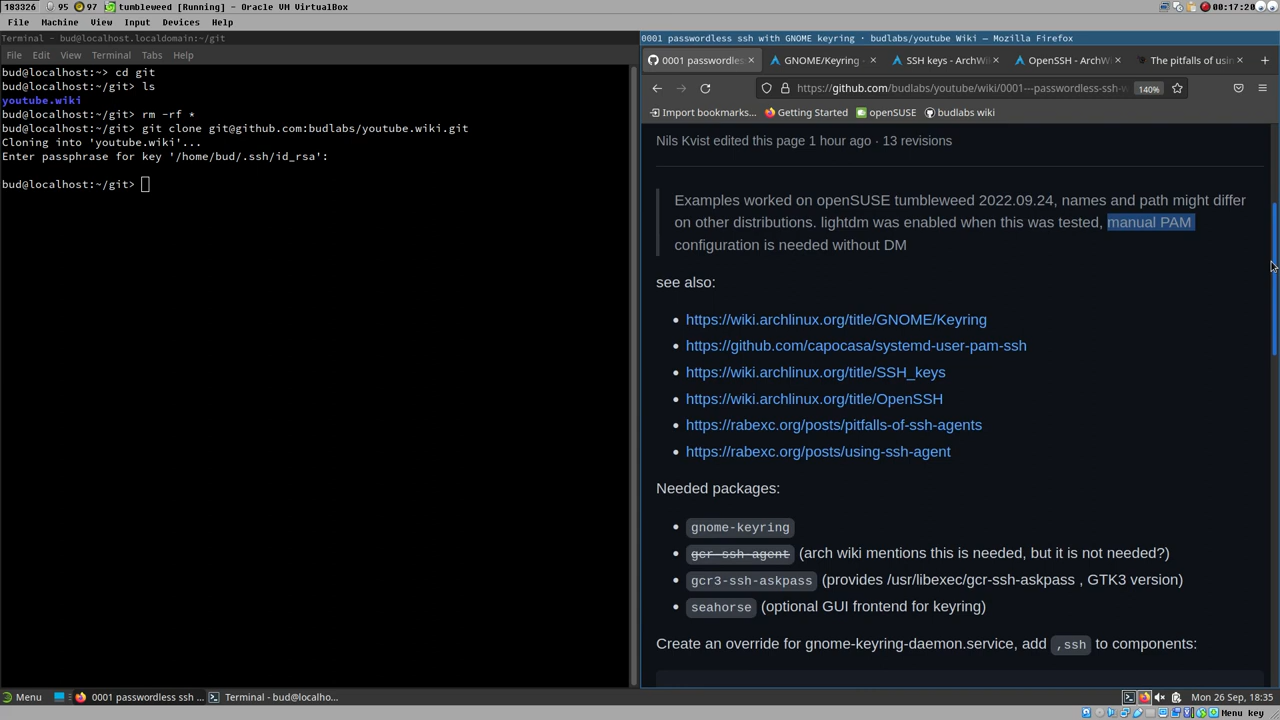 183326 95 97 tumbleweed [Running] - Oracle VM VirtualBox 00:17:20
File Machine View Input Devices Help
Terminal - bud@localhost.localdomain:~/git
File Edit View Terminal Tabs Help
bud@localhost:~> cd git
bud@localhost:~/git> ls
youtube.wiki
bud@localhost:~/git> rm -rf *
bud@localhost:~/git> git clone git@github.com:budlabs/youtube.wiki.git
Cloning into 'youtube.wiki'...
Enter passphrase for key '/home/bud/.ssh/id_rsa':
bud@localhost:~/git>
0001 passwordless ssh with GNOME keyring · budlabs/youtube Wiki — Mozilla Firefox
0001 passwordless GNOME/Keyring - SSH keys - ArchWi OpenSSH - ArchW The pitfalls of using
https://github.com/budlabs/youtube/wiki/0001---passwordless-ssh-w 140%
Import bookmarks... Getting Started openSUSE budlabs wiki
Nils Kvist edited this page 1 hour ago · 13 revisions
Examples worked on openSUSE tumbleweed 2022.09.24, names and path might differ
on other distributions. lightdm was enabled when this was tested, manual PAM
configuration is needed without DM
see also:
https://wiki.archlinux.org/title/GNOME/Keyring
https://github.com/capocasa/systemd-user-pam-ssh
https://wiki.archlinux.org/title/SSH_keys
https://wiki.archlinux.org/title/OpenSSH
https://rabexc.org/posts/pitfalls-of-ssh-agents
https://rabexc.org/posts/using-ssh-agent
Needed packages:
gnome-keyring
gcr-ssh-agent (arch wiki mentions this is needed, but it is not needed?)
gcr3-ssh-askpass (provides /usr/libexec/gcr-ssh-askpass , GTK3 version)
seahorse (optional GUI frontend for keyring)
Create an override for gnome-keyring-daemon.service, add ,ssh to components:
Menu 0001 passwordless ssh ... Terminal - bud@localho... Mon 26 Sep, 18:35
Menu key